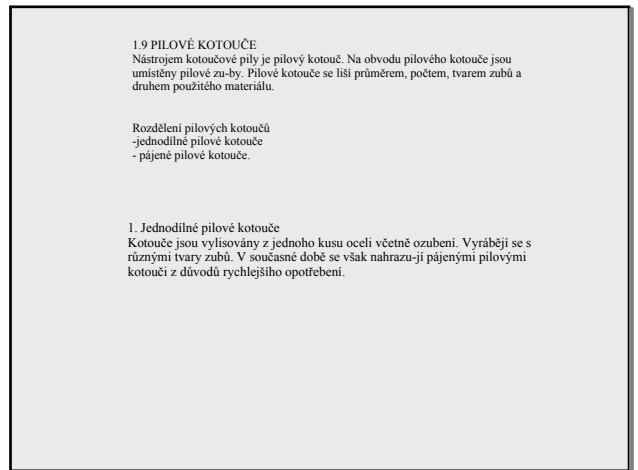 1.9 PILOVÉ KOTOUČE
Nástrojem kotoučové pily je pilový kotouč. Na obvodu pilového kotouče jsou
umístěny pilové zu-by. Pilové kotouče se liší průměrem, počtem, tvarem zubů a
druhem použitého materiálu.
Rozdělení pilových kotoučů
-jednodílné pilové kotouče
- pájené pilové kotouče.
1. Jednodílné pilové kotouče
Kotouče jsou vylisovány z jednoho kusu oceli včetně ozubení. Vyrábějí se s
různými tvary zubů. V současné době se však nahrazu-jí pájenými pilovými
kotouči z důvodů rychlejšího opotřebení.